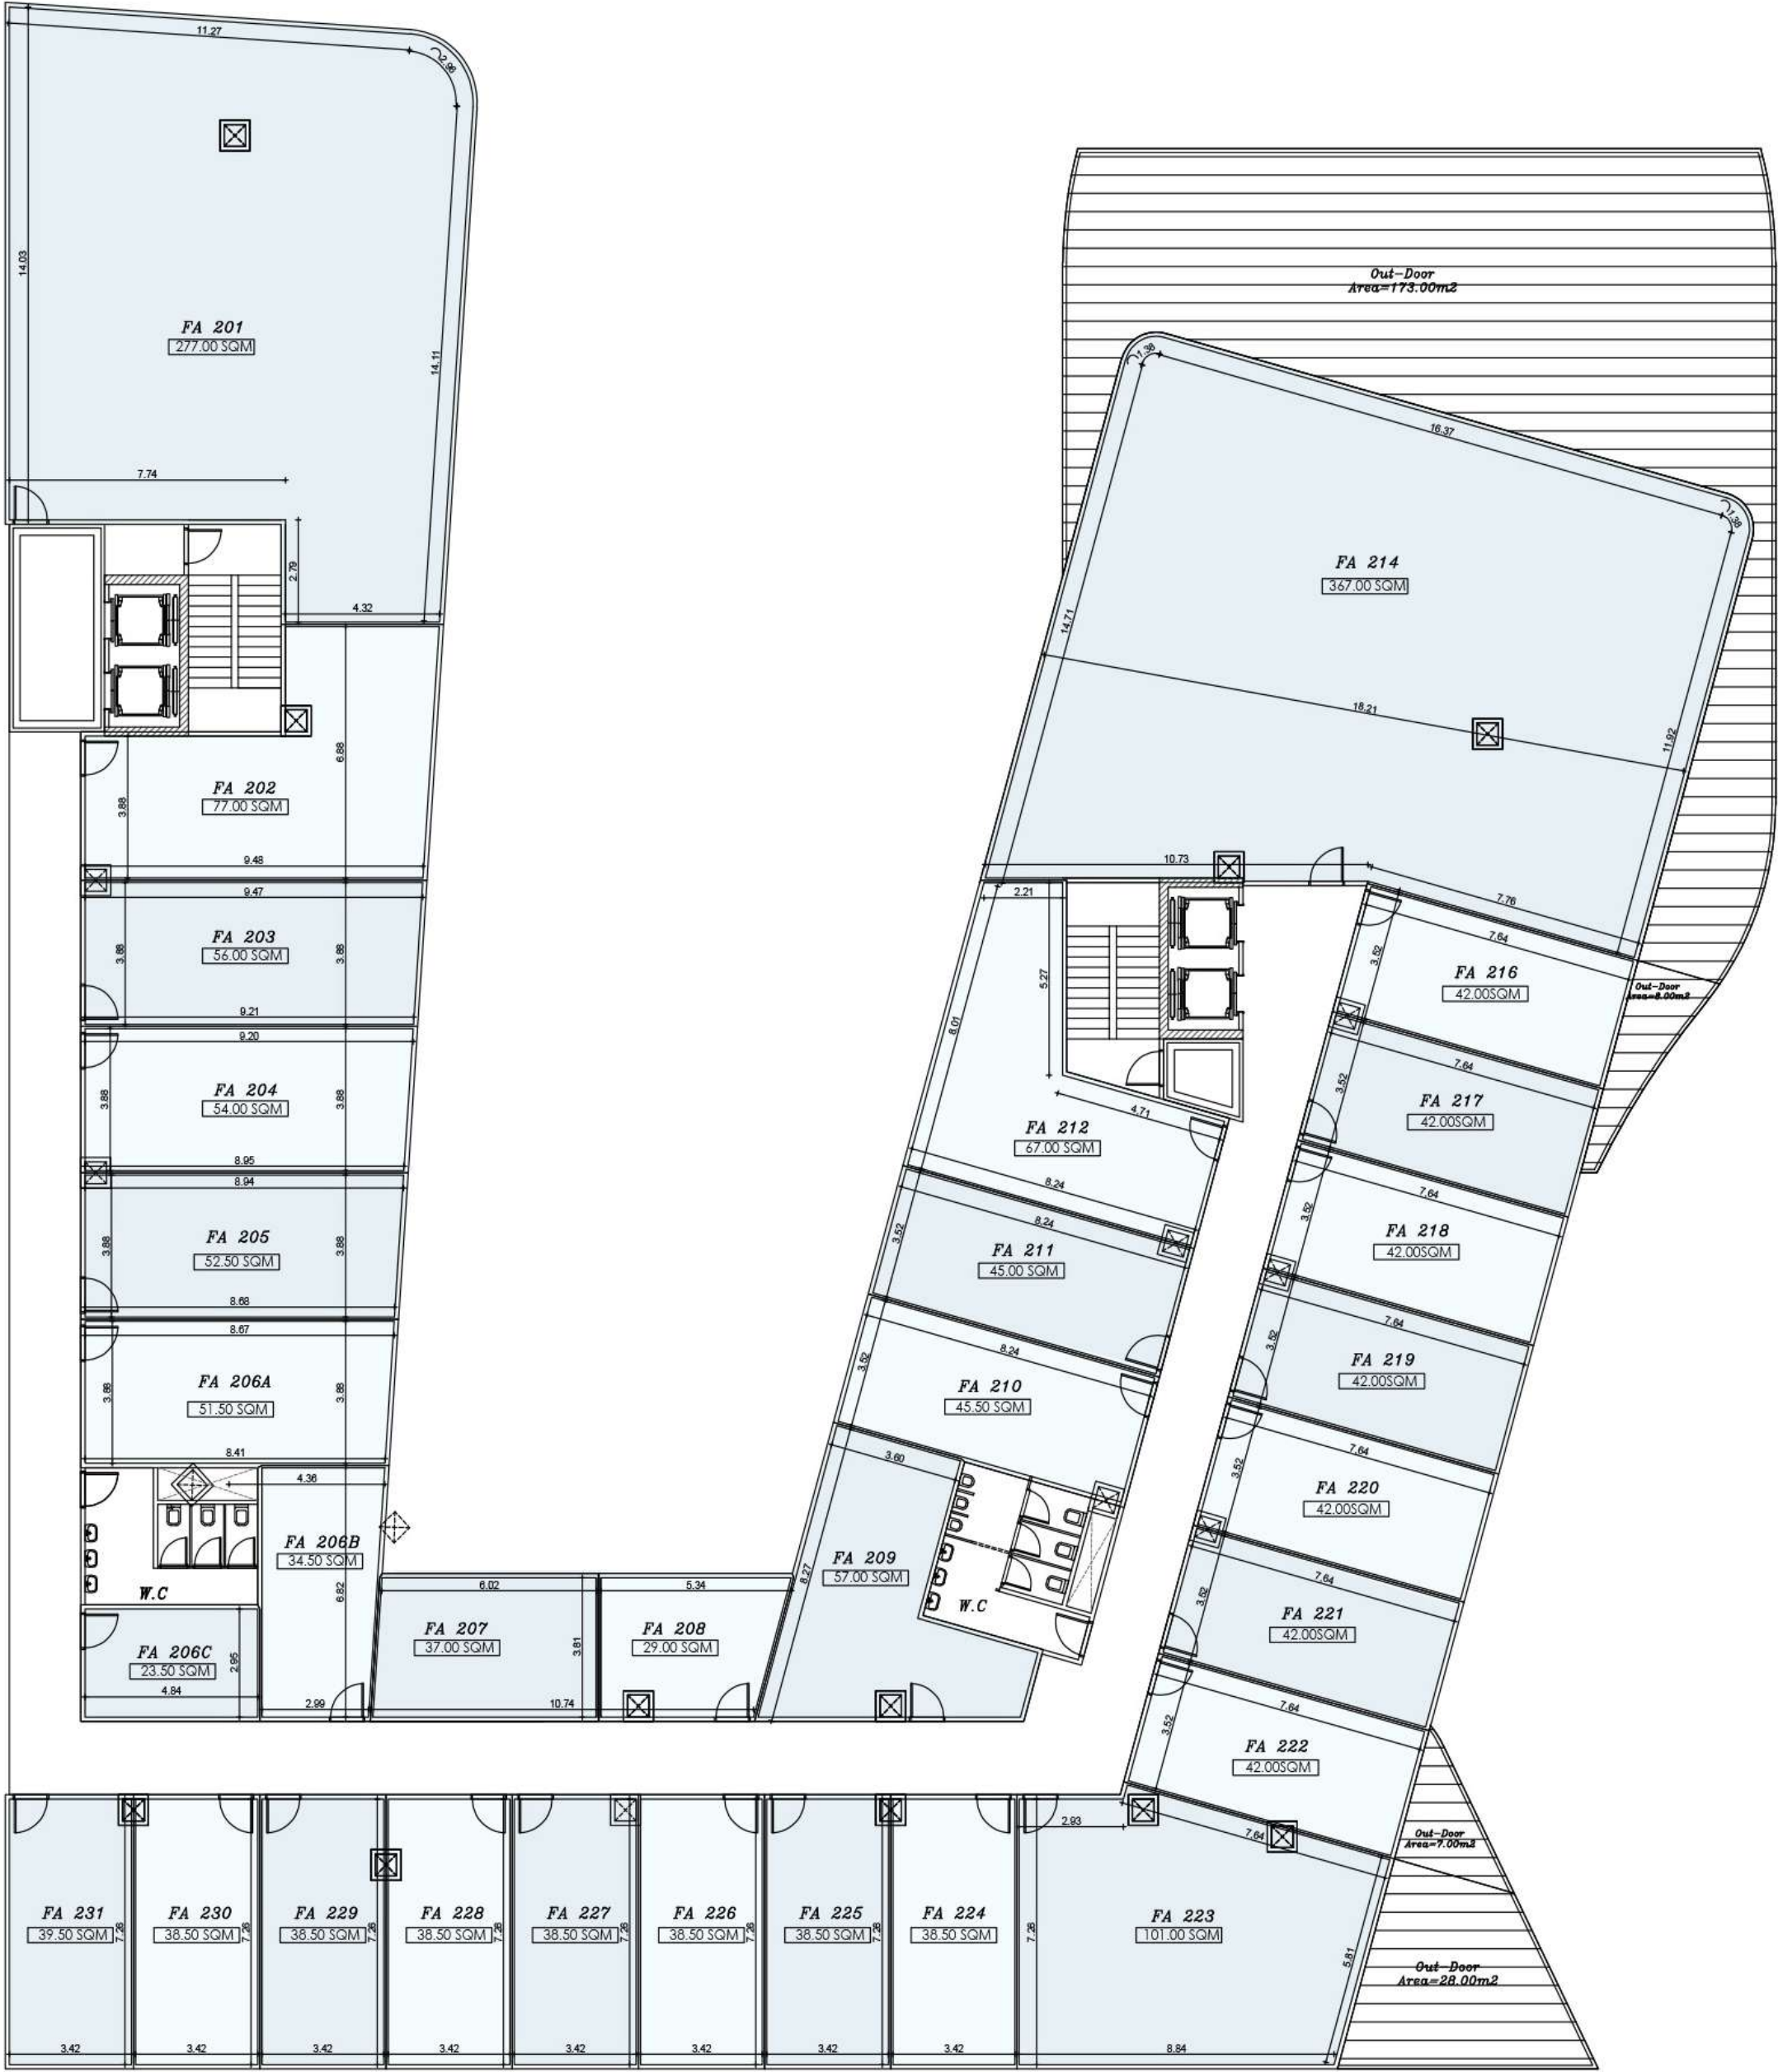 11.27
2.96
14.03
FA 201
277.00 SQM
14.11
7.74
2.79
4.32
6.88
FA 202
77.00 SQM
3.88
9.48
9.47
FA 203
56.00 SQM
3.88
3.88
9.21
9.20
FA 204
54.00 SQM
3.88
3.88
8.95
8.94
FA 205
52.50 SQM
3.88
3.88
8.68
8.67
FA 206A
51.50 SQM
3.88
3.88
8.41
4.36
FA 206B
34.50 SQM
6.82
W.C
FA 206C
23.50 SQM
2.95
4.84
2.99
6.02
FA 207
37.00 SQM
3.81
10.74
5.34
FA 208
29.00 SQM
Out-Door
Area=173.00m2
1.38
16.37
1.38
FA 214
367.00 SQM
14.71
18.21
11.92
10.73
7.76
2.21
5.27
8.01
4.71
FA 212
67.00 SQM
8.24
8.24
FA 211
45.00 SQM
3.52
8.24
FA 210
45.50 SQM
3.52
3.60
FA 209
57.00 SQM
8.27
W.C
7.64
FA 216
42.00SQM
3.52
Out-Door
Area=8.00m2
7.64
FA 217
42.00SQM
3.52
7.64
FA 218
42.00SQM
3.52
7.64
FA 219
42.00SQM
3.52
7.64
FA 220
42.00SQM
3.52
7.64
FA 221
42.00SQM
3.52
7.64
FA 222
42.00SQM
3.52
2.93
7.64
Out-Door
Area=7.00m2
FA 231
39.50 SQM
7.26
3.42
FA 230
38.50 SQM
7.26
3.42
FA 229
38.50 SQM
7.26
3.42
FA 228
38.50 SQM
7.26
3.42
FA 227
38.50 SQM
7.26
3.42
FA 226
38.50 SQM
7.26
3.42
FA 225
38.50 SQM
7.26
3.42
FA 224
38.50 SQM
3.42
7.26
FA 223
101.00 SQM
5.81
8.84
Out-Door
Area=28.00m2